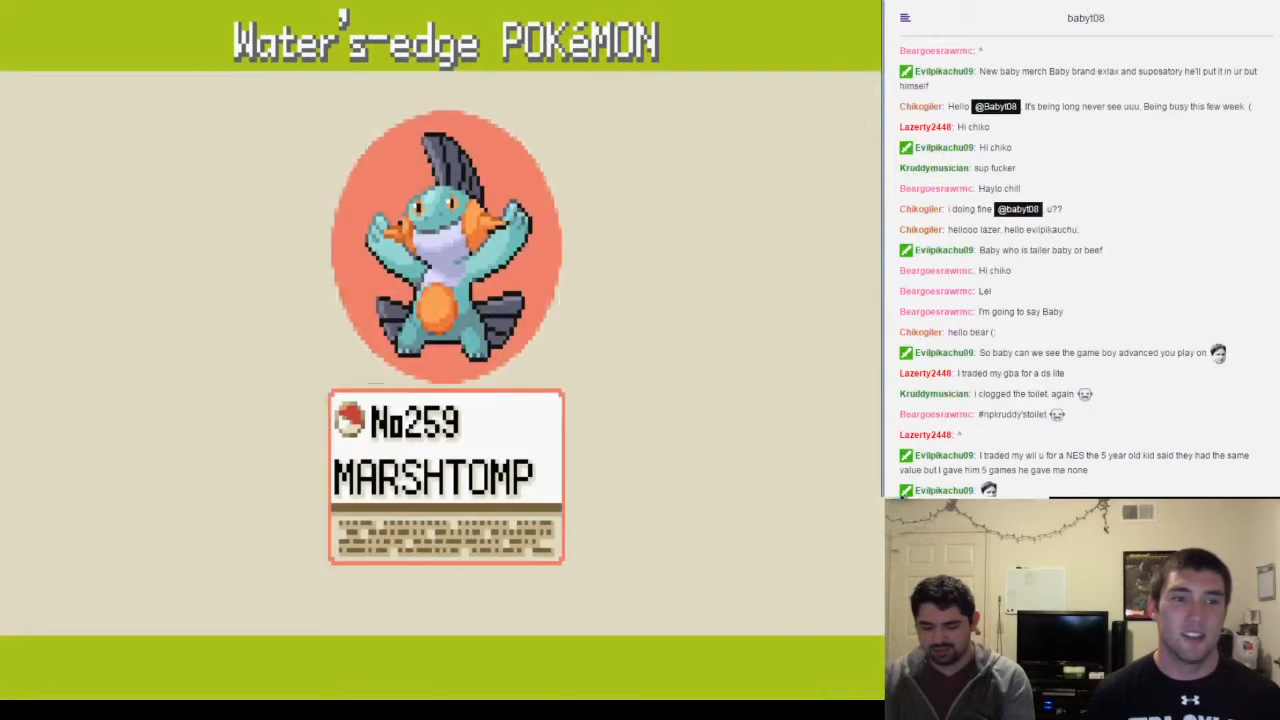 Water's-edge POKéMON
No259
MARSHTOMP
babyt08
Beargoesrawrmc: ^
Evilpikachu09: New baby merch Baby brand exlax and suposatory he'll put it in ur but
himself
Chikogiler: Hello @Babyt08 It's being long never see uuu. Being busy this few week. (
Lazerty2448: Hi chiko
Evilpikachu09: Hi chiko
Kruddymusician: sup fucker
Beargoesrawrmc: Haylo chill
Chikogiler: i doing fine @babyt08 , u??
Chikogiler: hellooo lazer. hello evilpikauchu.
Evilpikachu09: Baby who is taller baby or beef
Beargoesrawrmc: Hi chiko
Beargoesrawrmc: Lel
Beargoesrawrmc: I'm going to say Baby
Chikogiler: hello bear (:
Evilpikachu09: So baby can we see the game boy advanced you play on
Lazerty2448: I traded my gba for a ds lite
Kruddymusician: i clogged the toilet. again
Beargoesrawrmc: #ripkruddy'stoilet
Lazerty2448: ^
Evilpikachu09: I traded my wii u for a NES the 5 year old kid said they had the same
value but I gave him 5 games he gave me none
Evilpikachu09: